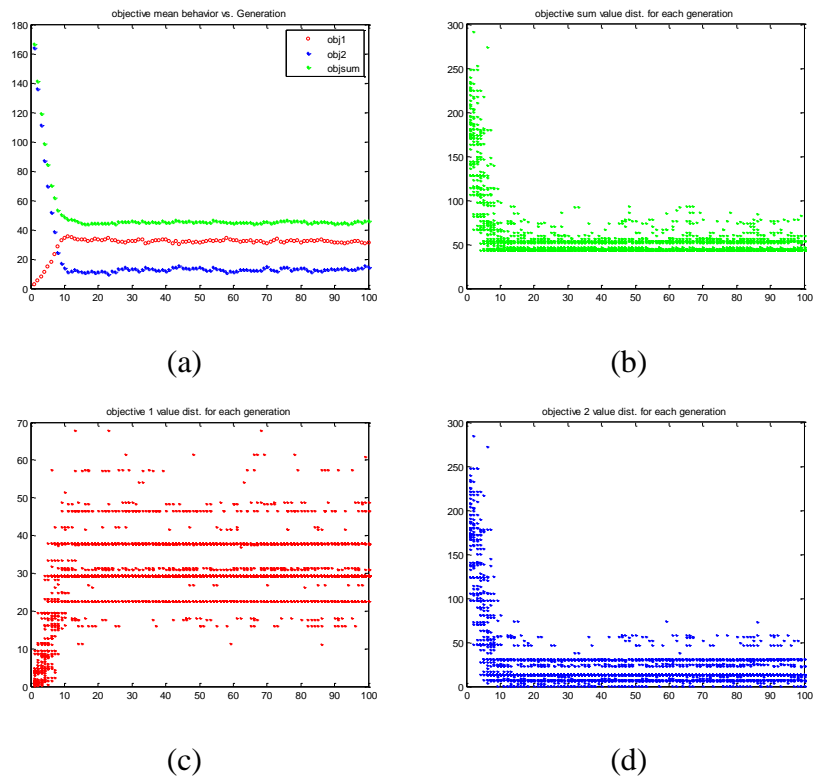 objective mean behavior vs. Generation
180
160
140
120
100
80
60
40
20
0
0 10 20 30 40 50 60 70 80 90 100
obj1
obj2
objsum
(a)
objective sum value dist. for each generation
300
250
200
150
100
50
0
0 10 20 30 40 50 60 70 80 90 100
(b)
objective 1 value dist. for each generation
70
60
50
40
30
20
10
0
0 10 20 30 40 50 60 70 80 90 100
(c)
objective 2 value dist. for each generation
300
250
200
150
100
50
0
0 10 20 30 40 50 60 70 80 90 100
(d)